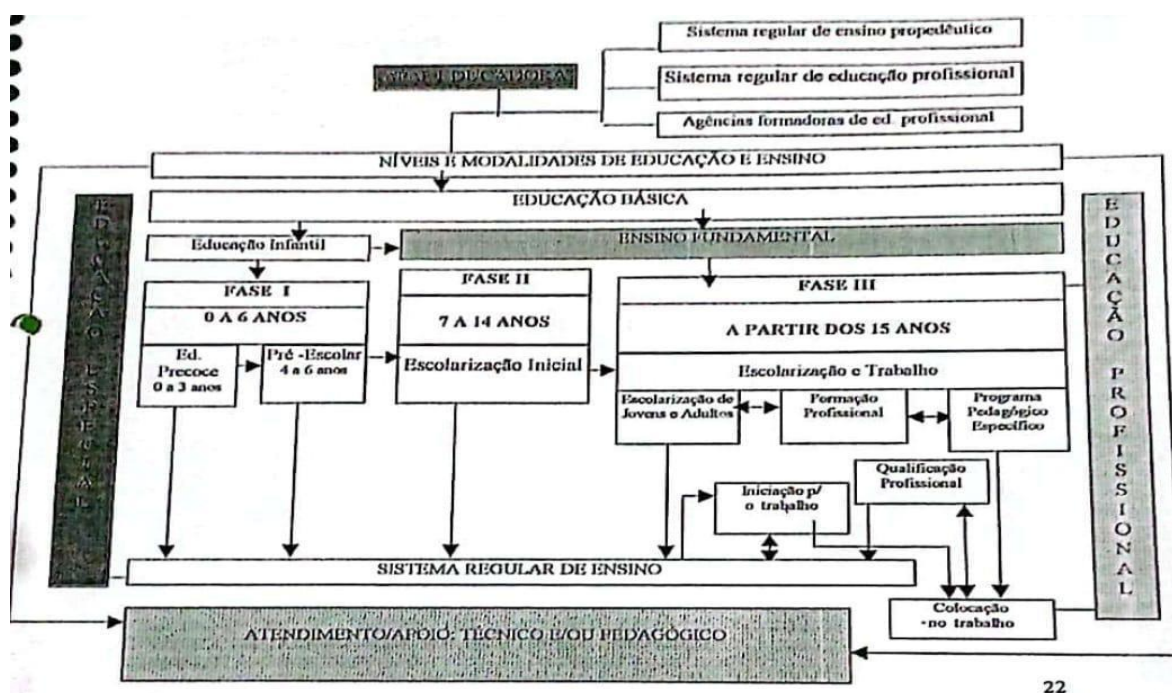 Sistema regular de ensino propedêutico
APAE EDUCADORA
Sistema regular de educação profissional
Agências formadoras de ed. profissional
NÍVEIS E MODALIDADES DE EDUCAÇÃO E ENSINO
EDUCAÇÃO ESPECIAL
EDUCAÇÃO PROFISSIONAL
EDUCAÇÃO BÁSICA
Educação Infantil
ENSINO FUNDAMENTAL
FASE I
0 A 6 ANOS
Ed.
Precoce
0 a 3 anos
Pré -Escolar
4 a 6 anos
FASE II
7 A 14 ANOS
Escolarização Inicial
FASE III
A PARTIR DOS 15 ANOS
Escolarização e Trabalho
Escolarização de
Jovens e Adultos
Formação
Profissional
Programa
Pedagógico
Específico
Iniciação p/
o trabalho
Qualificação
Profissional
SISTEMA REGULAR DE ENSINO
Colocação
-no trabalho
ATENDIMENTO/APOIO: TÉCNICO E/OU PEDAGÓGICO
22